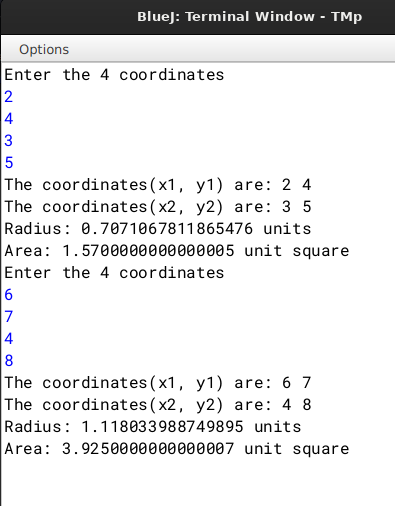 BlueJ: Terminal Window - TMp
Options
Enter the 4 coordinates
2
4
3
5
The coordinates(x1, y1) are: 2 4
The coordinates(x2, y2) are: 3 5
Radius: 0.7071067811865476 units
Area: 1.5700000000000005 unit square
Enter the 4 coordinates
6
7
4
8
The coordinates(x1, y1) are: 6 7
The coordinates(x2, y2) are: 4 8
Radius: 1.118033988749895 units
Area: 3.9250000000000007 unit square